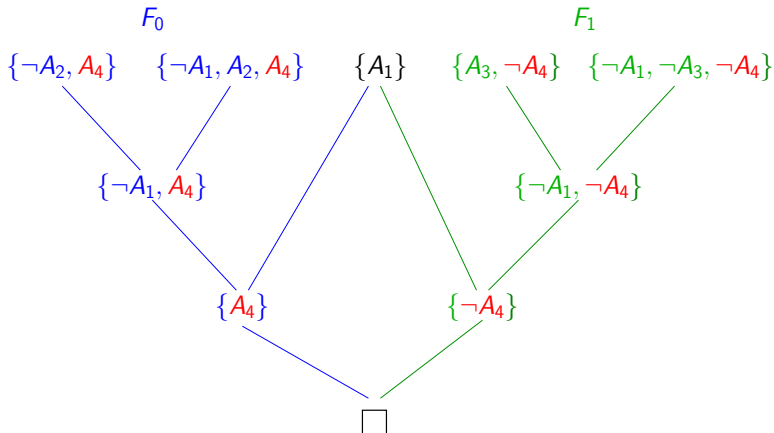 F₀ F₁
{¬A₂, A₄} {¬A₁, A₂, A₄} {A₁} {A₃, ¬A₄} {¬A₁, ¬A₃, ¬A₄}
{¬A₁, A₄} {¬A₁, ¬A₄}
{A₄} {¬A₄}
□